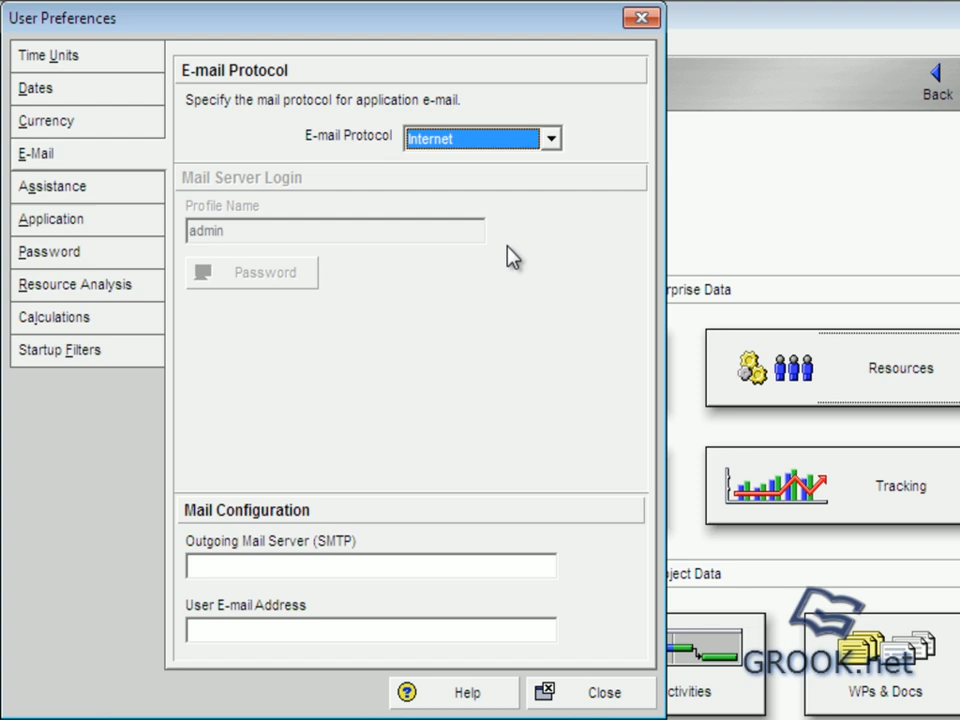 User Preferences
Time Units
Dates
Currency
E-Mail
Assistance
Application
Password
Resource Analysis
Calculations
Startup Filters
E-mail Protocol
Specify the mail protocol for application e-mail.
E-mail Protocol
Internet
Mail Server Login
Profile Name
admin
Password
Mail Configuration
Outgoing Mail Server (SMTP)
User E-mail Address
Help
Close
Back
rprise Data
Resources
Tracking
ject Data
ctivities
WPs & Docs
GROOK.net